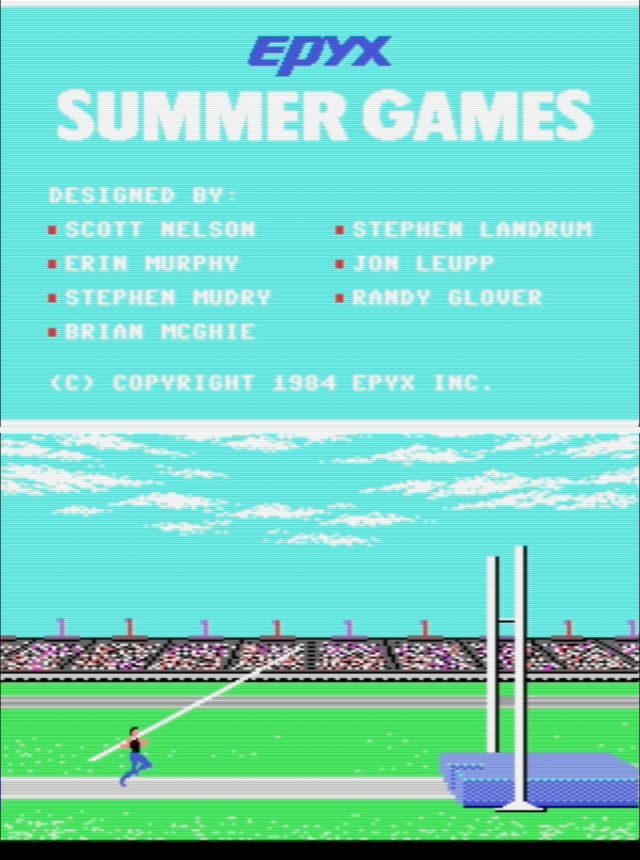 EPYX
SUMMER GAMES
DESIGNED BY:
SCOTT NELSON
STEPHEN LANDRUM
ERIN MURPHY
JON LEUPP
STEPHEN MUDRY
RANDY GLOVER
BRIAN MCGHIE
(C) COPYRIGHT 1984 EPYX INC.